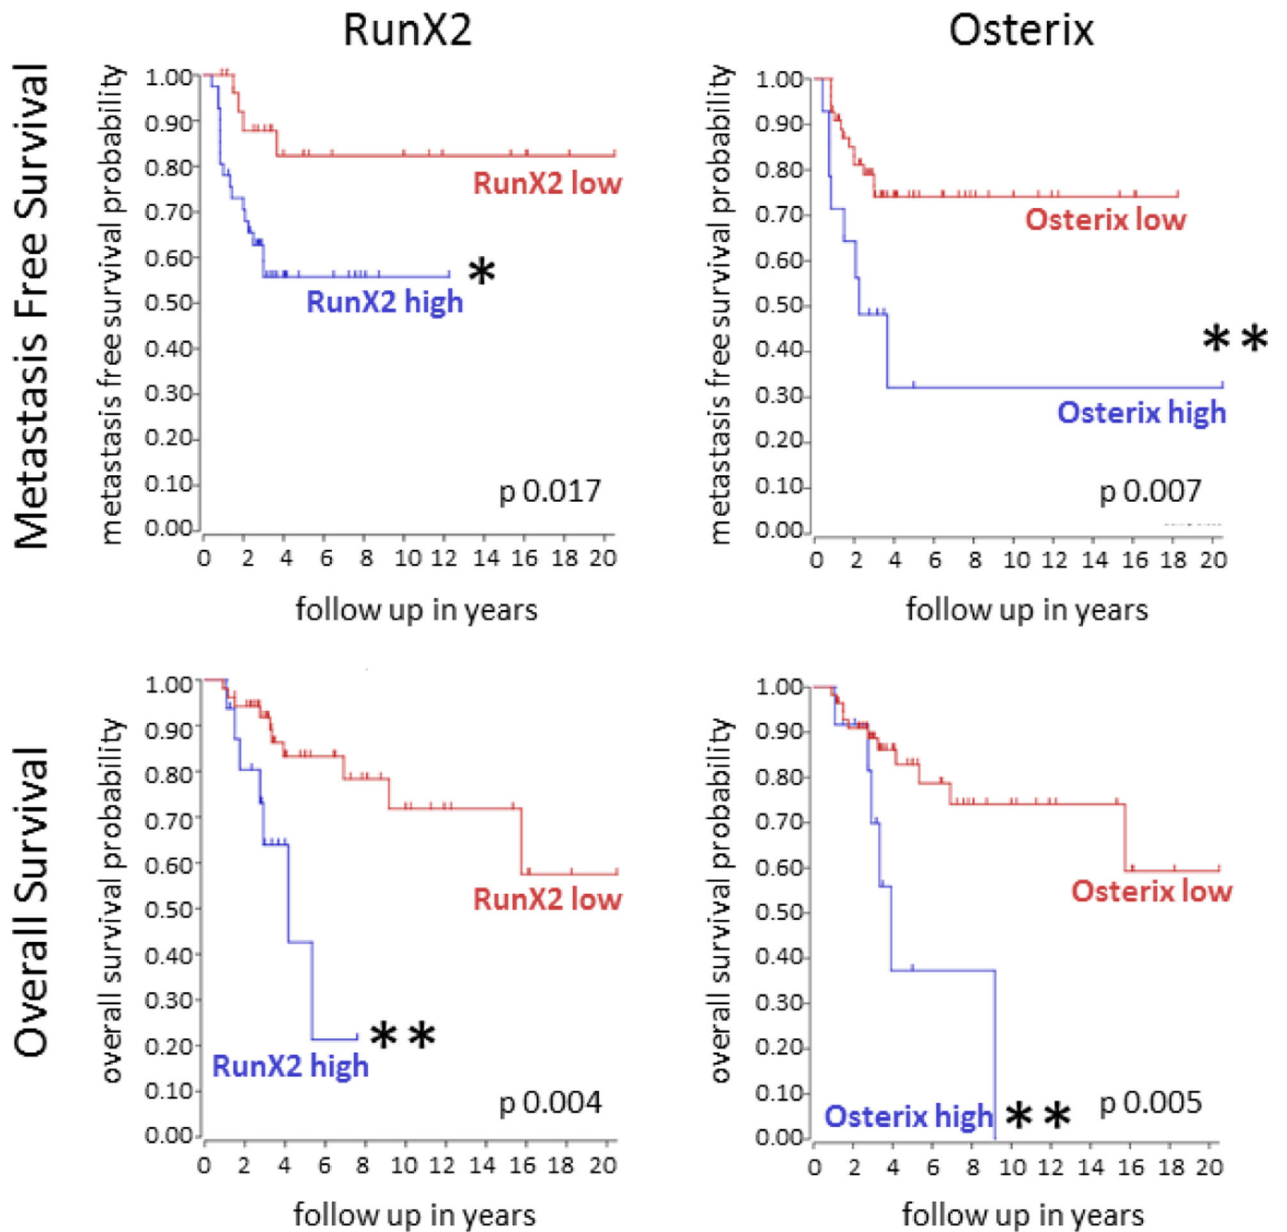 RunX2
Osterix
Metastasis Free Survival
metastasis free survival probability
1.00
0.90
0.80
0.70
0.60
0.50
0.40
0.30
0.20
0.10
0.00
RunX2 low
RunX2 high
*
p 0.017
0 2 4 6 8 10 12 14 16 18 20
follow up in years
metastasis free survival probability
1.00
0.90
0.80
0.70
0.60
0.50
0.40
0.30
0.20
0.10
0.00
Osterix low
* *
Osterix high
p 0.007
0 2 4 6 8 10 12 14 16 18 20
follow up in years
Overall Survival
overall survival probability
1.00
0.90
0.80
0.70
0.60
0.50
0.40
0.30
0.20
0.10
0.00
RunX2 low
* *
RunX2 high
p 0.004
0 2 4 6 8 10 12 14 16 18 20
follow up in years
overall survival probability
1.00
0.90
0.80
0.70
0.60
0.50
0.40
0.30
0.20
0.10
0.00
Osterix low
Osterix high * *
p 0.005
0 2 4 6 8 10 12 14 16 18 20
follow up in years